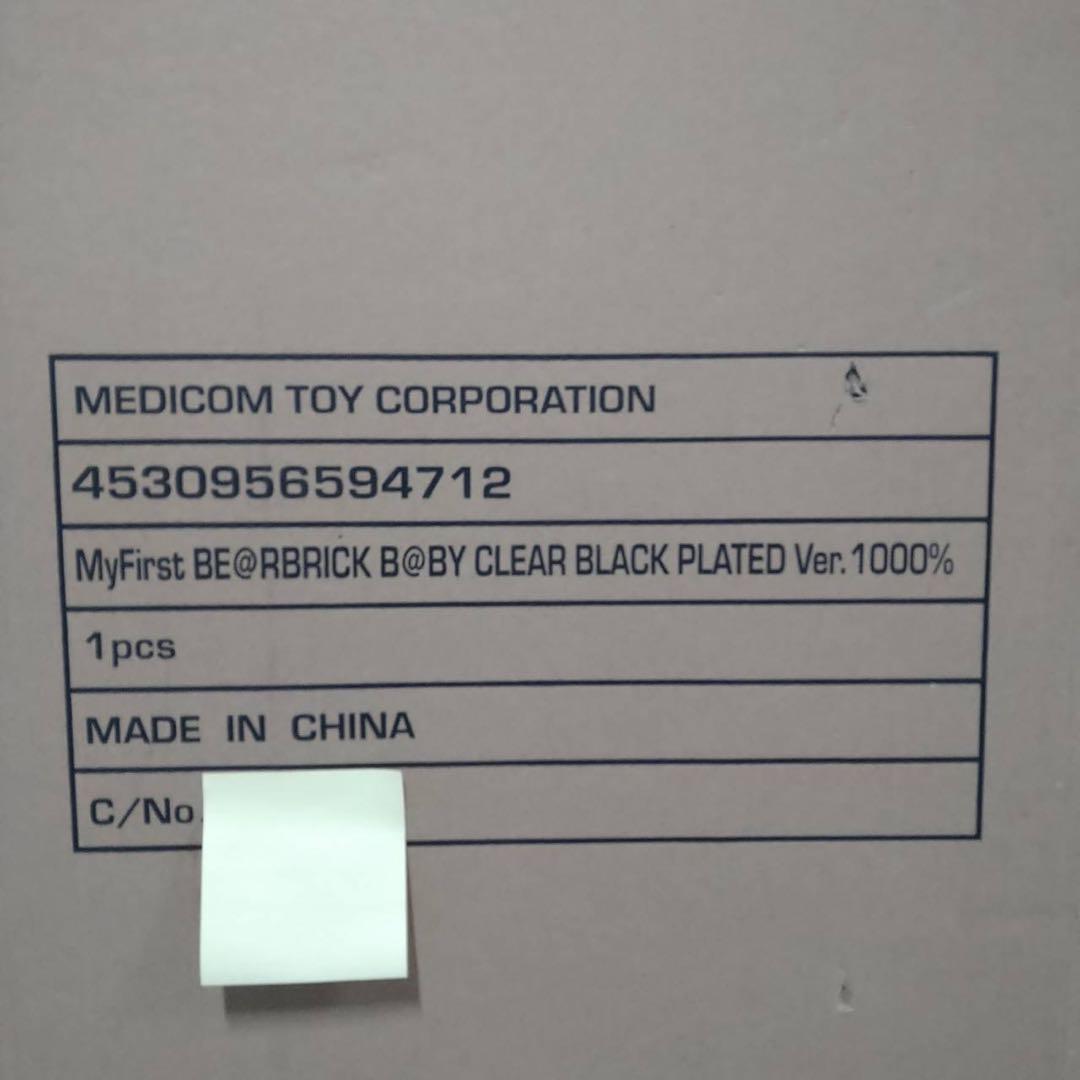 MEDICOM TOY CORPORATION
4530956594712
MyFirst BE@RBRICK B@BY CLEAR BLACK PLATED Ver. 1000%
1pcs
MADE IN CHINA
C/No.